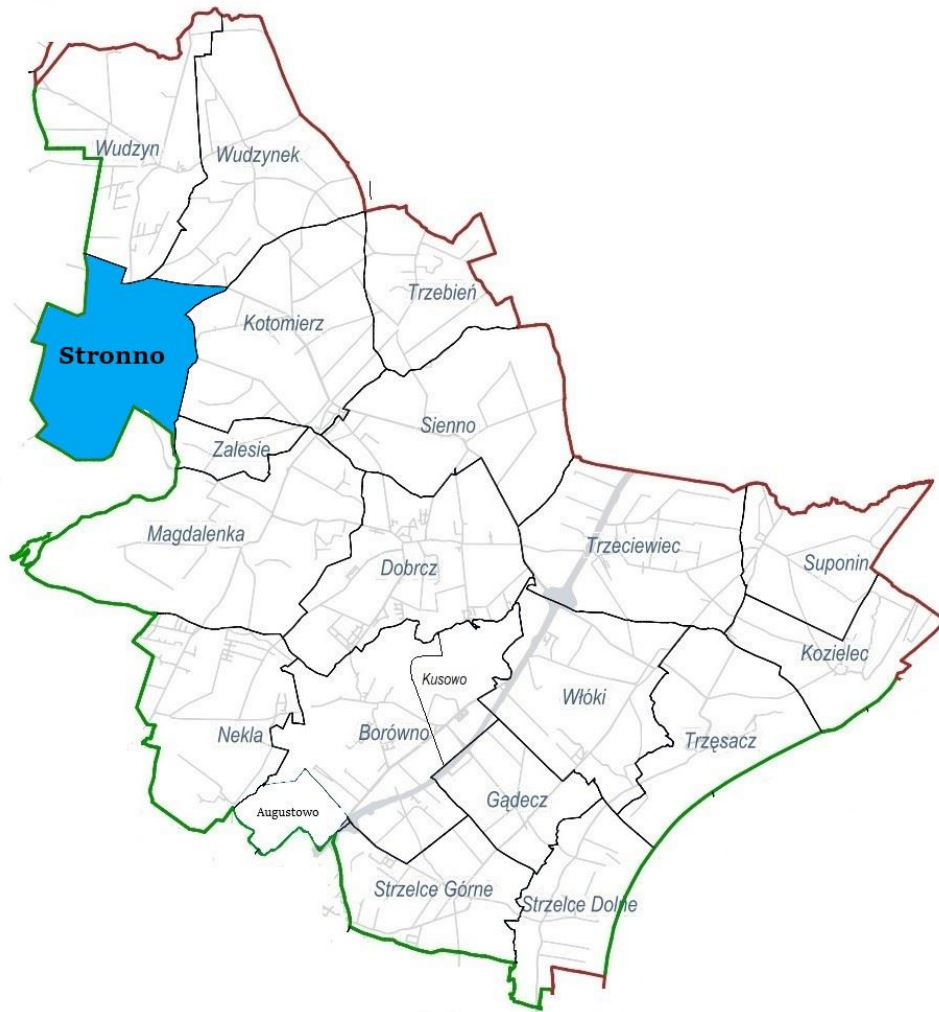 Wudzyn
Wudzynek
Trzebień
Kotomierz
Stronno
Sienno
Zalesie
Magdalenka
Trzeciewiec
Suponin
Dobrcz
Kozielec
Kusowo
Włóki
Nekla
Borówno
Trzęsacz
Gądecz
Augustowo
Strzelce Górne
Strzelce Dolne